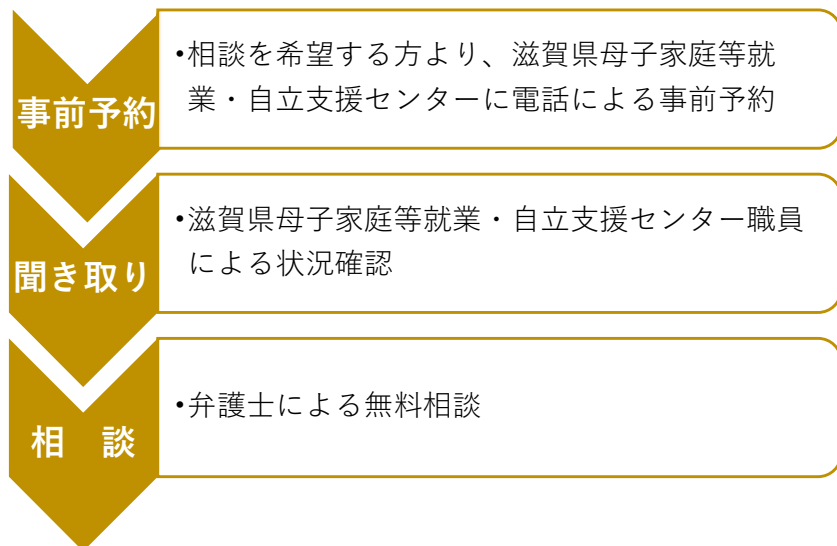 事前予約
•相談を希望する方より、滋賀県母子家庭等就
業・自立支援センターに電話による事前予約
聞き取り
•滋賀県母子家庭等就業・自立支援センター職員
による状況確認
相　談
•弁護士による無料相談